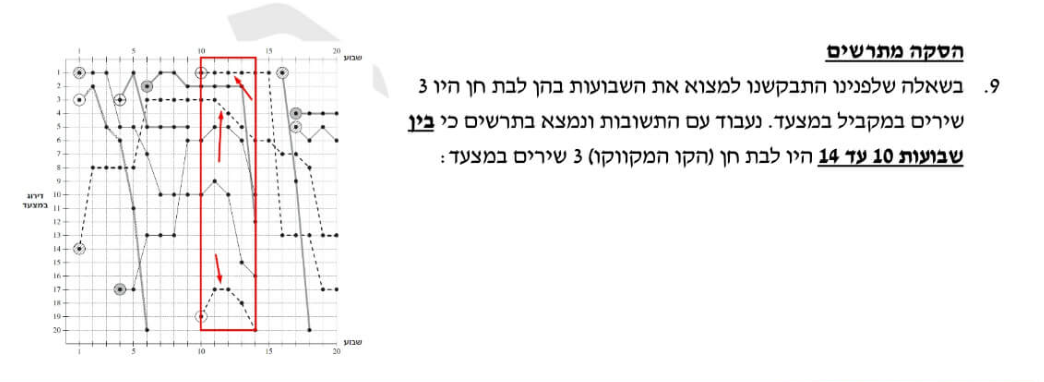 הסקה מתרשים
9. בשאלה שלפנינו התבקשנו למצוא את השבועות בהן לבת חן היו 3
שירים במקביל במצעד. נעבוד עם התשובות ונמצא בתרשים כי בין
שבועות 10 עד 14 היו לבת חן (הקו המקווקו) 3 שירים במצעד:
1 5 10 15 20
שבוע
1
2
3
4
5
6
7
8
9
10
11
12
13
14
15
16
17
18
19
20
דירוג
במצעד
1 5 10 15 20
שבוע